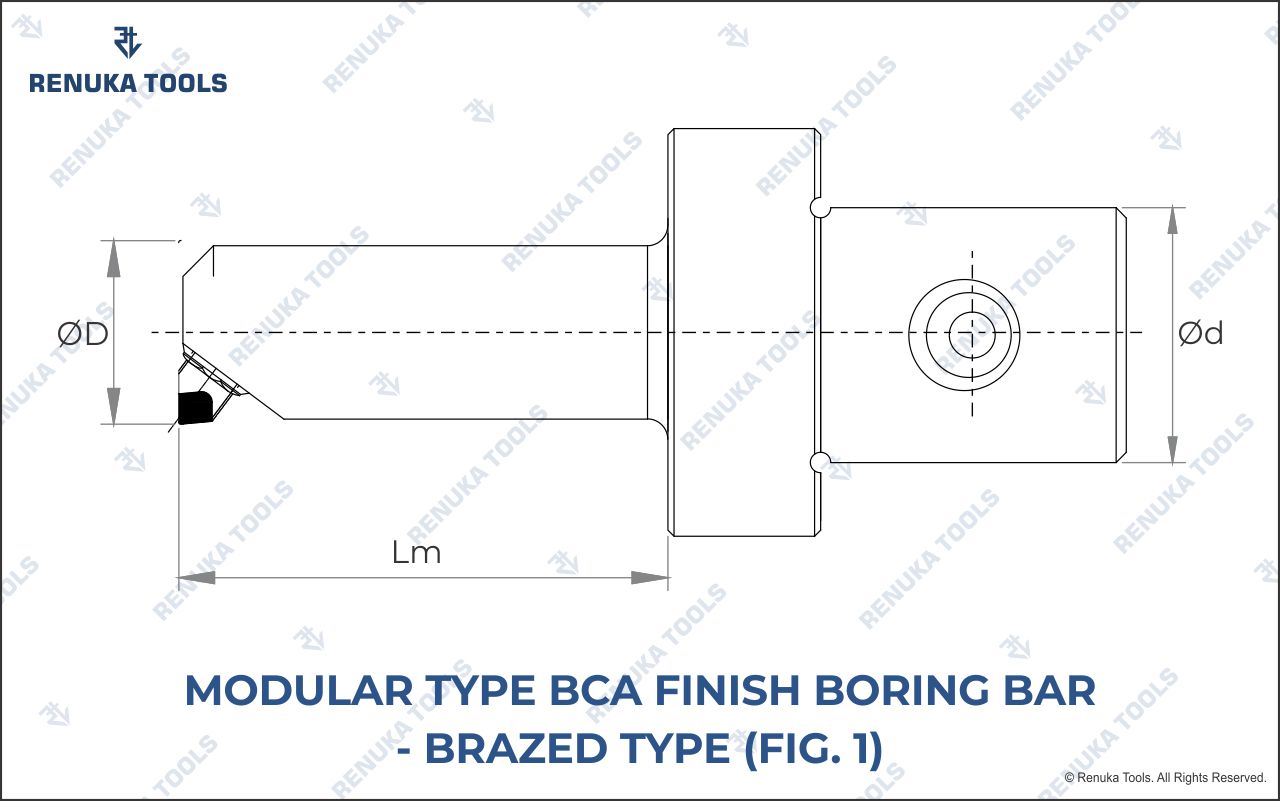 RENUKA TOOLS
ØD
Ød
Lm
MODULAR TYPE BCA FINISH BORING BAR
- BRAZED TYPE (FIG. 1)
© Renuka Tools. All Rights Reserved.